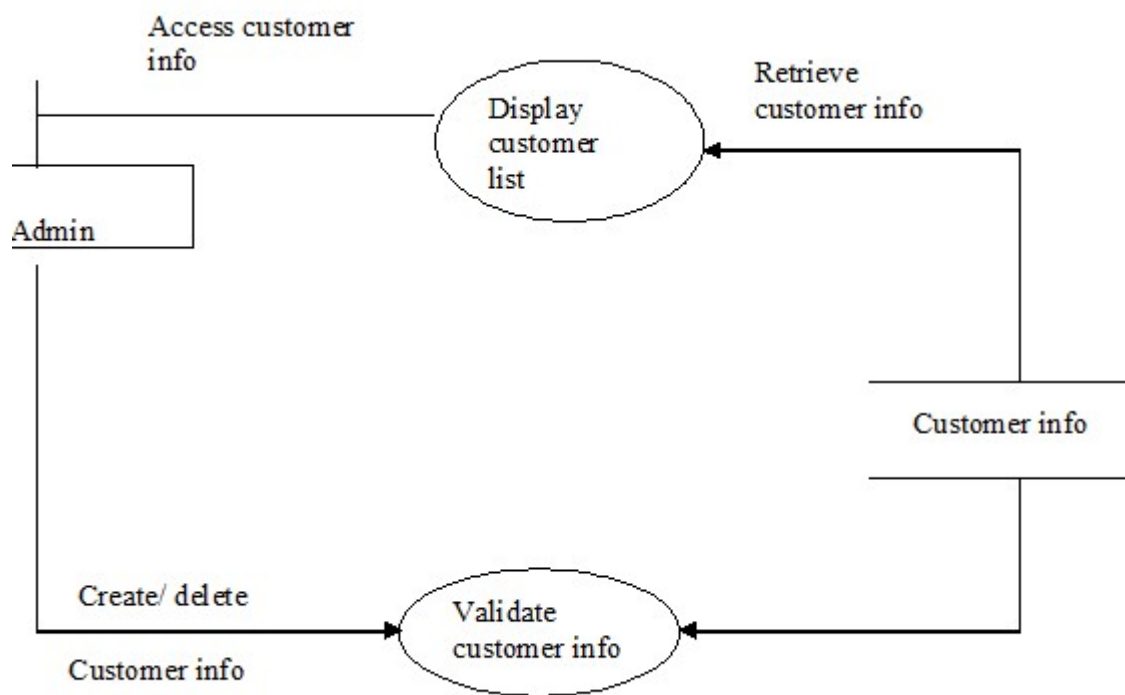 Access customer
info
Display
customer
list
Retrieve
customer info
Admin
Customer info
Create/ delete
Customer info
Validate
customer info